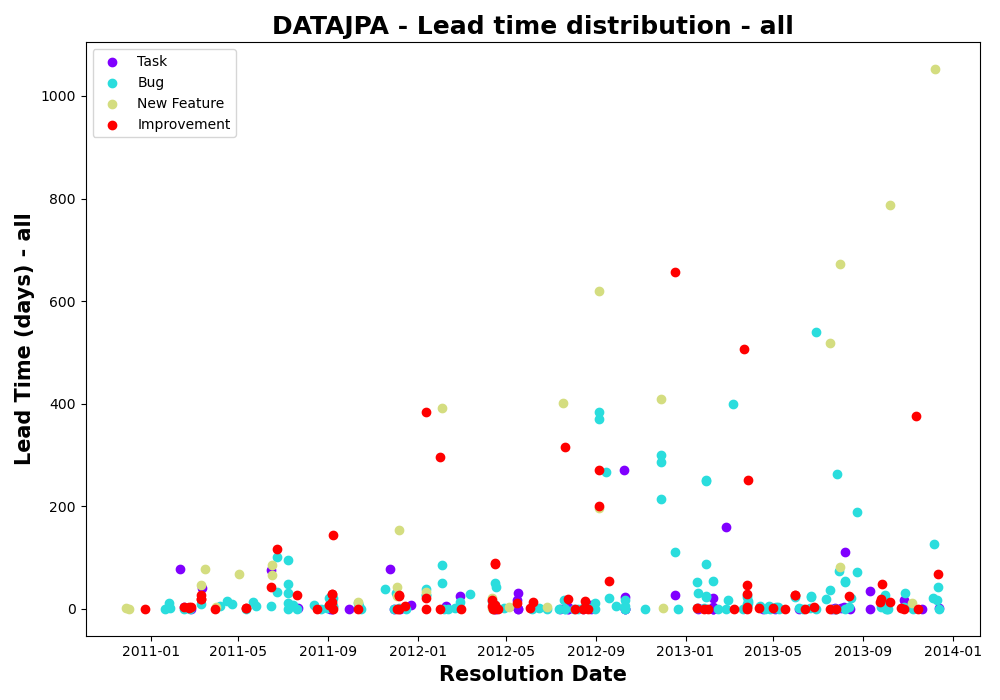 DATAJPA - Lead time distribution - all
Task
Bug
New Feature
Improvement
1000
800
600
400
200
0
Lead Time (days) - all
2011-01 2011-05 2011-09 2012-01 2012-05 2012-09 2013-01 2013-05 2013-09 2014-01
Resolution Date